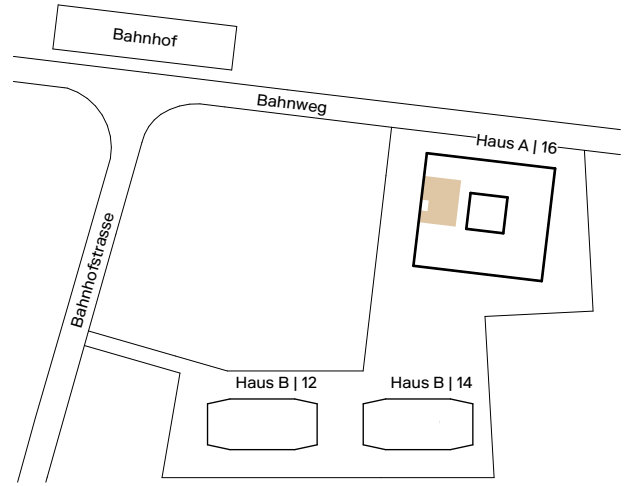 Bahnhof
Bahnweg
Haus A | 16
Bahnhofstrasse
Haus B | 12
Haus B | 14